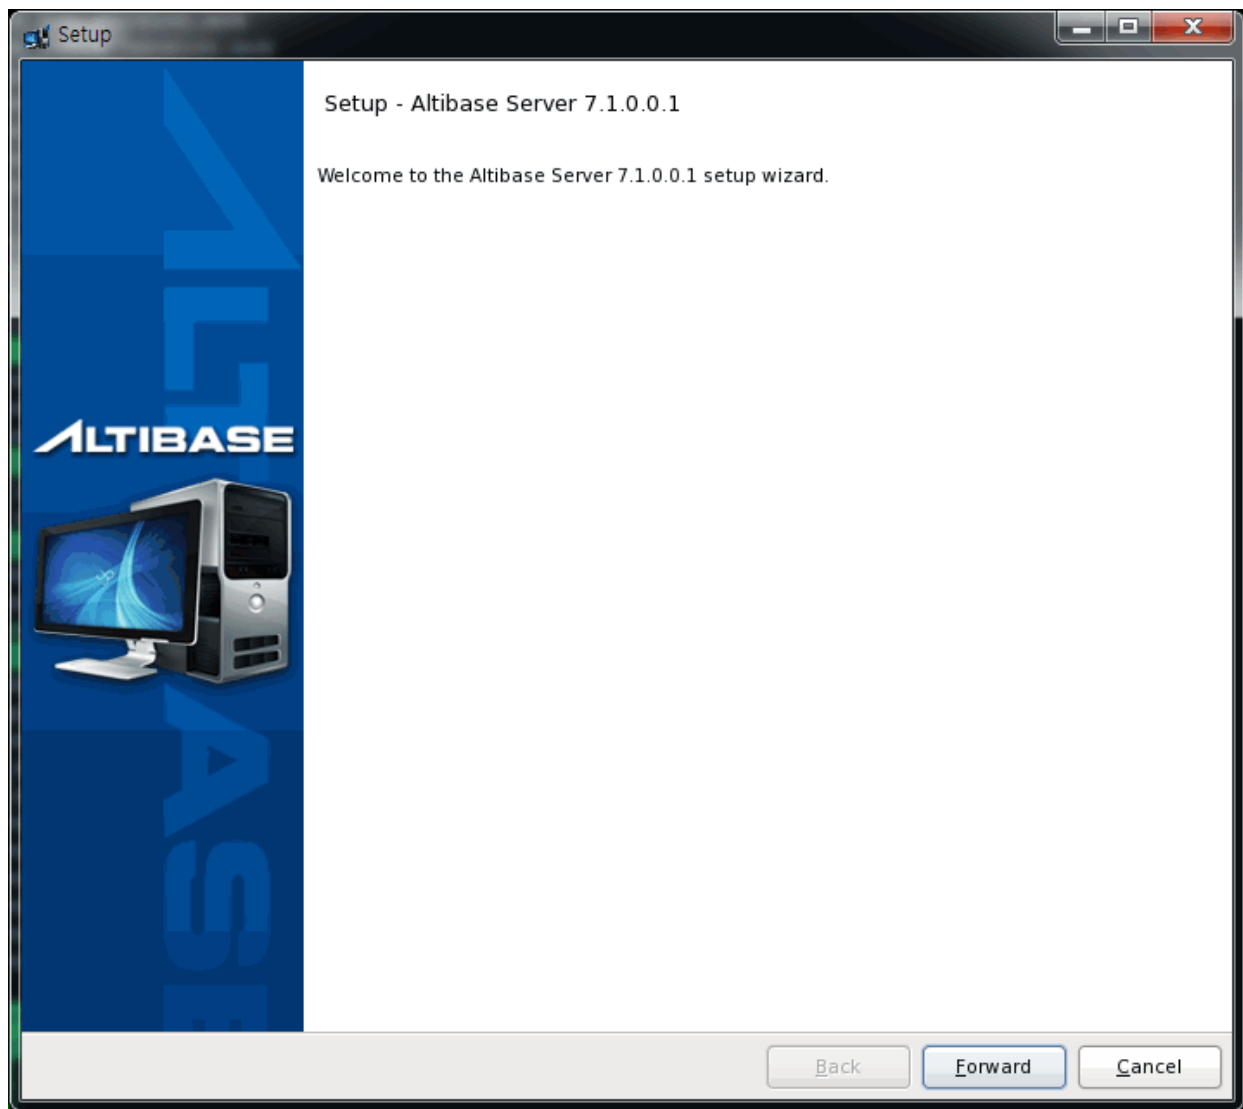 Setup
Setup - Altibase Server 7.1.0.0.1
Welcome to the Altibase Server 7.1.0.0.1 setup wizard.
ALTIBASE
ALTIBASE
Back
Forward
Cancel